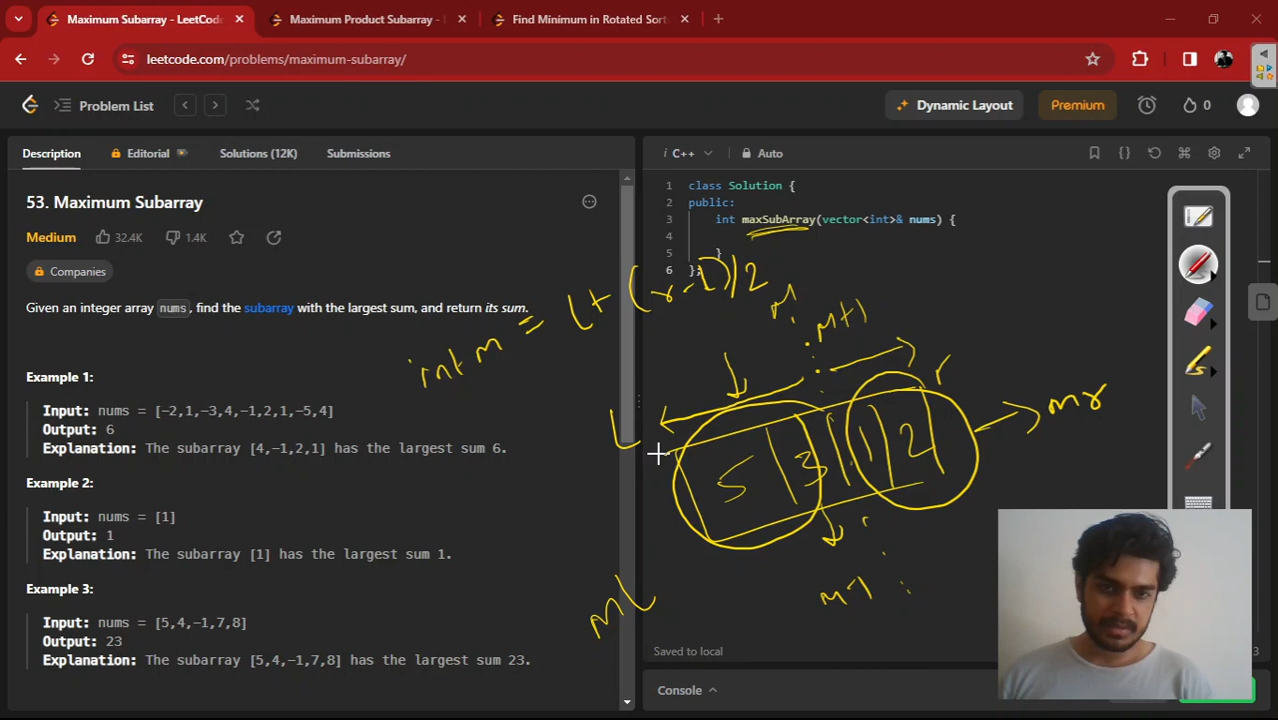 Maximum Subarray - LeetCode
Maximum Product Subarray -
Find Minimum in Rotated Sort
leetcode.com/problems/maximum-subarray/
Problem List
Dynamic Layout
Premium
0
Description
Editorial
Solutions (12K)
Submissions
53. Maximum Subarray
Medium
32.4K
1.4K
Companies
Given an integer array nums, find the subarray with the largest sum, and return its sum.
Example 1:
Input: nums = [-2,1,-3,4,-1,2,1,-5,4]
Output: 6
Explanation: The subarray [4,-1,2,1] has the largest sum 6.
Example 2:
Input: nums = [1]
Output: 1
Explanation: The subarray [1] has the largest sum 1.
Example 3:
Input: nums = [5,4,-1,7,8]
Output: 23
Explanation: The subarray [5,4,-1,7,8] has the largest sum 23.
i C++
Auto
1 class Solution {
2 public:
3 int maxSubArray(vector<int>& nums) {
4
5 }
6 };
int m = l + (r-l)/2
m+1
L
r
5 3 1 2
mr
m-1
ml
Saved to local
Console